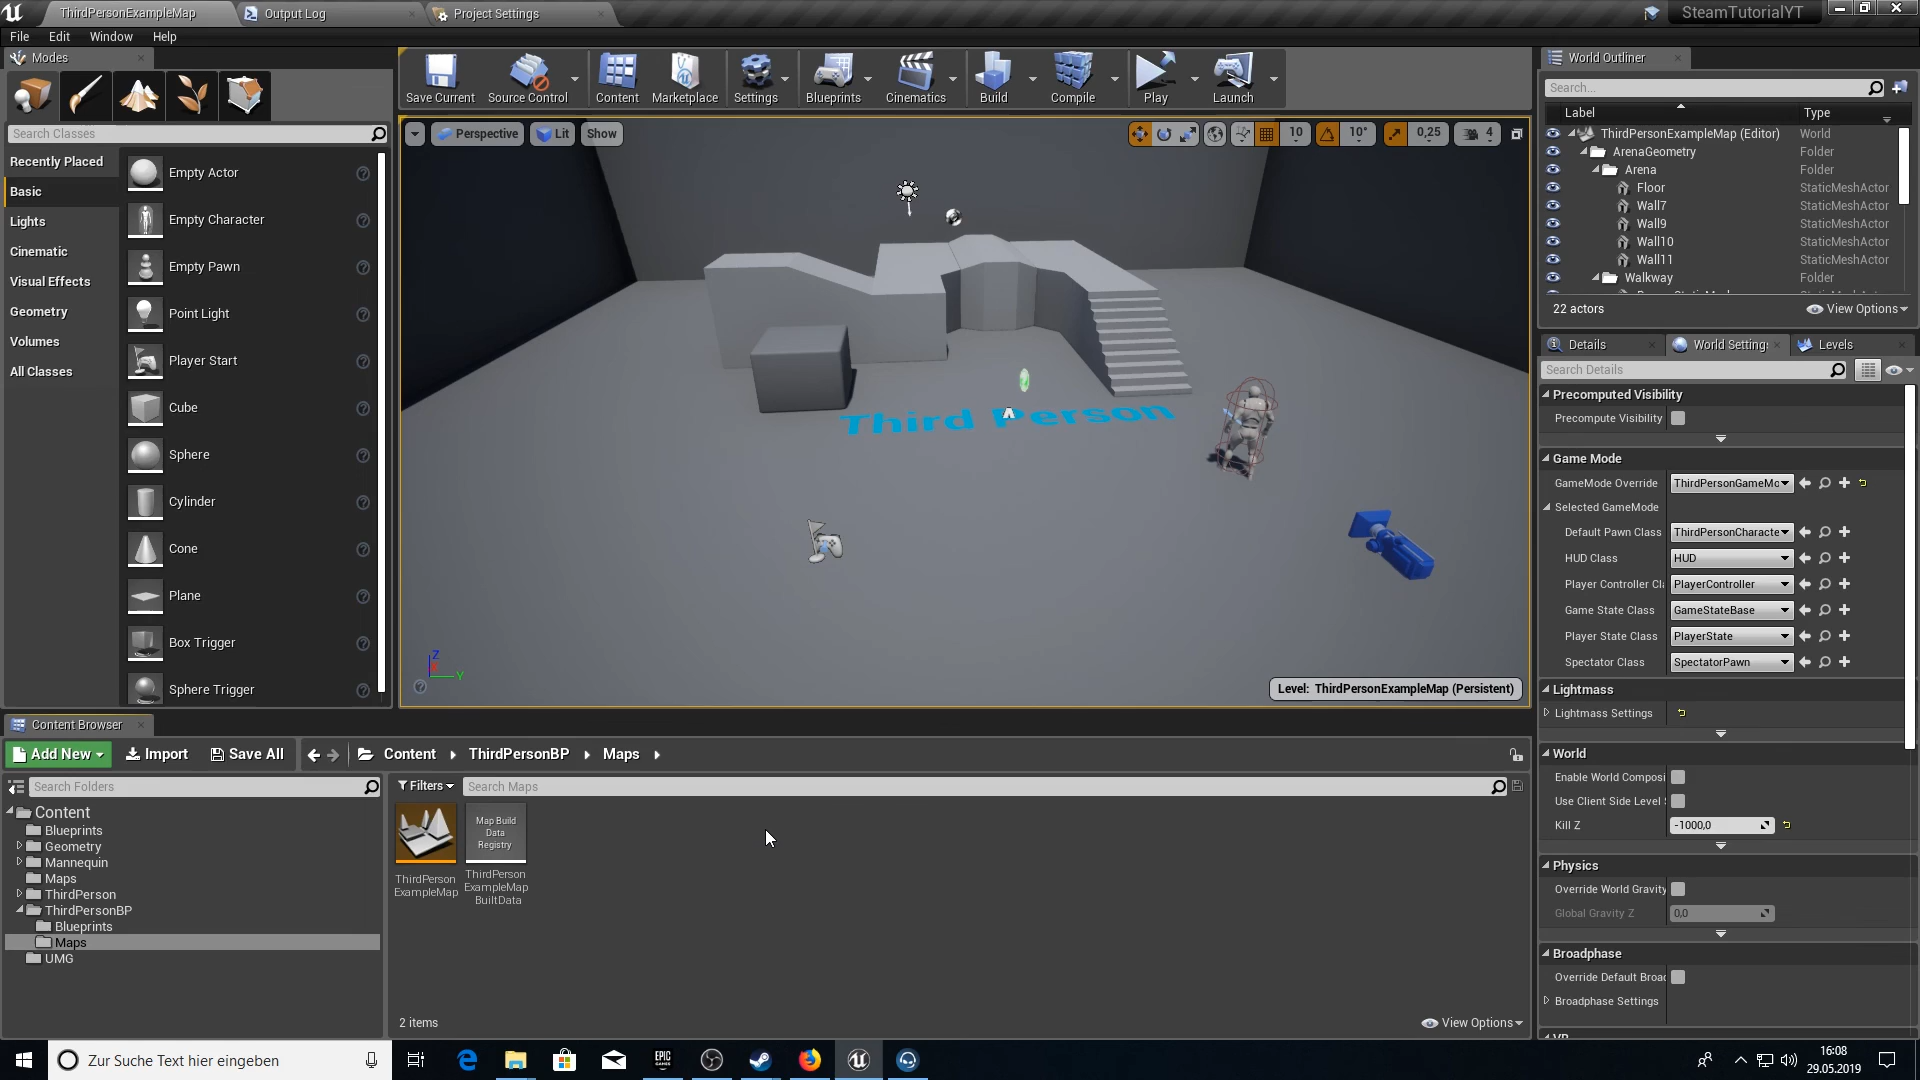 ThirdPersonExampleMap
Output Log
Project Settings
SteamTutorialYT
File Edit Window Help
Modes
Search Classes
Recently Placed
Basic
Lights
Cinematic
Visual Effects
Geometry
Volumes
All Classes
Empty Actor
Empty Character
Empty Pawn
Point Light
Player Start
Cube
Sphere
Cylinder
Cone
Plane
Box Trigger
Sphere Trigger
Save Current
Source Control
Content
Marketplace
Settings
Blueprints
Cinematics
Build
Compile
Play
Launch
Perspective
Lit
Show
10
10°
0,25
4
Third Person
Z
Y
Level: ThirdPersonExampleMap (Persistent)
World Outliner
Search...
Label Type
ThirdPersonExampleMap (Editor) World
ArenaGeometry Folder
Arena Folder
Floor StaticMeshActor
Wall7 StaticMeshActor
Wall9 StaticMeshActor
Wall10 StaticMeshActor
Wall11 StaticMeshActor
Walkway Folder
22 actors
View Options
Details
World Setting
Levels
Search Details
Precomputed Visibility
Precompute Visibility
Game Mode
GameMode Override ThirdPersonGameMo
Selected GameMode
Default Pawn Class ThirdPersonCharacte
HUD Class HUD
Player Controller Cl PlayerController
Game State Class GameStateBase
Player State Class PlayerState
Spectator Class SpectatorPawn
Lightmass
Lightmass Settings
World
Enable World Composi
Use Client Side Level
Kill Z -1000,0
Physics
Override World Gravity
Global Gravity Z 0,0
Broadphase
Override Default Broad
Broadphase Settings
VR
Content Browser
Add New
Import
Save All
Content
ThirdPersonBP
Maps
Search Folders
Filters
Search Maps
Content
Blueprints
Geometry
Mannequin
Maps
ThirdPerson
ThirdPersonBP
Blueprints
Maps
UMG
ThirdPerson
ExampleMap
Map Build
Data
Registry
ThirdPerson
ExampleMap
BuiltData
2 items
View Options
Zur Suche Text hier eingeben
EPIC
GAMES
16:08
29.05.2019